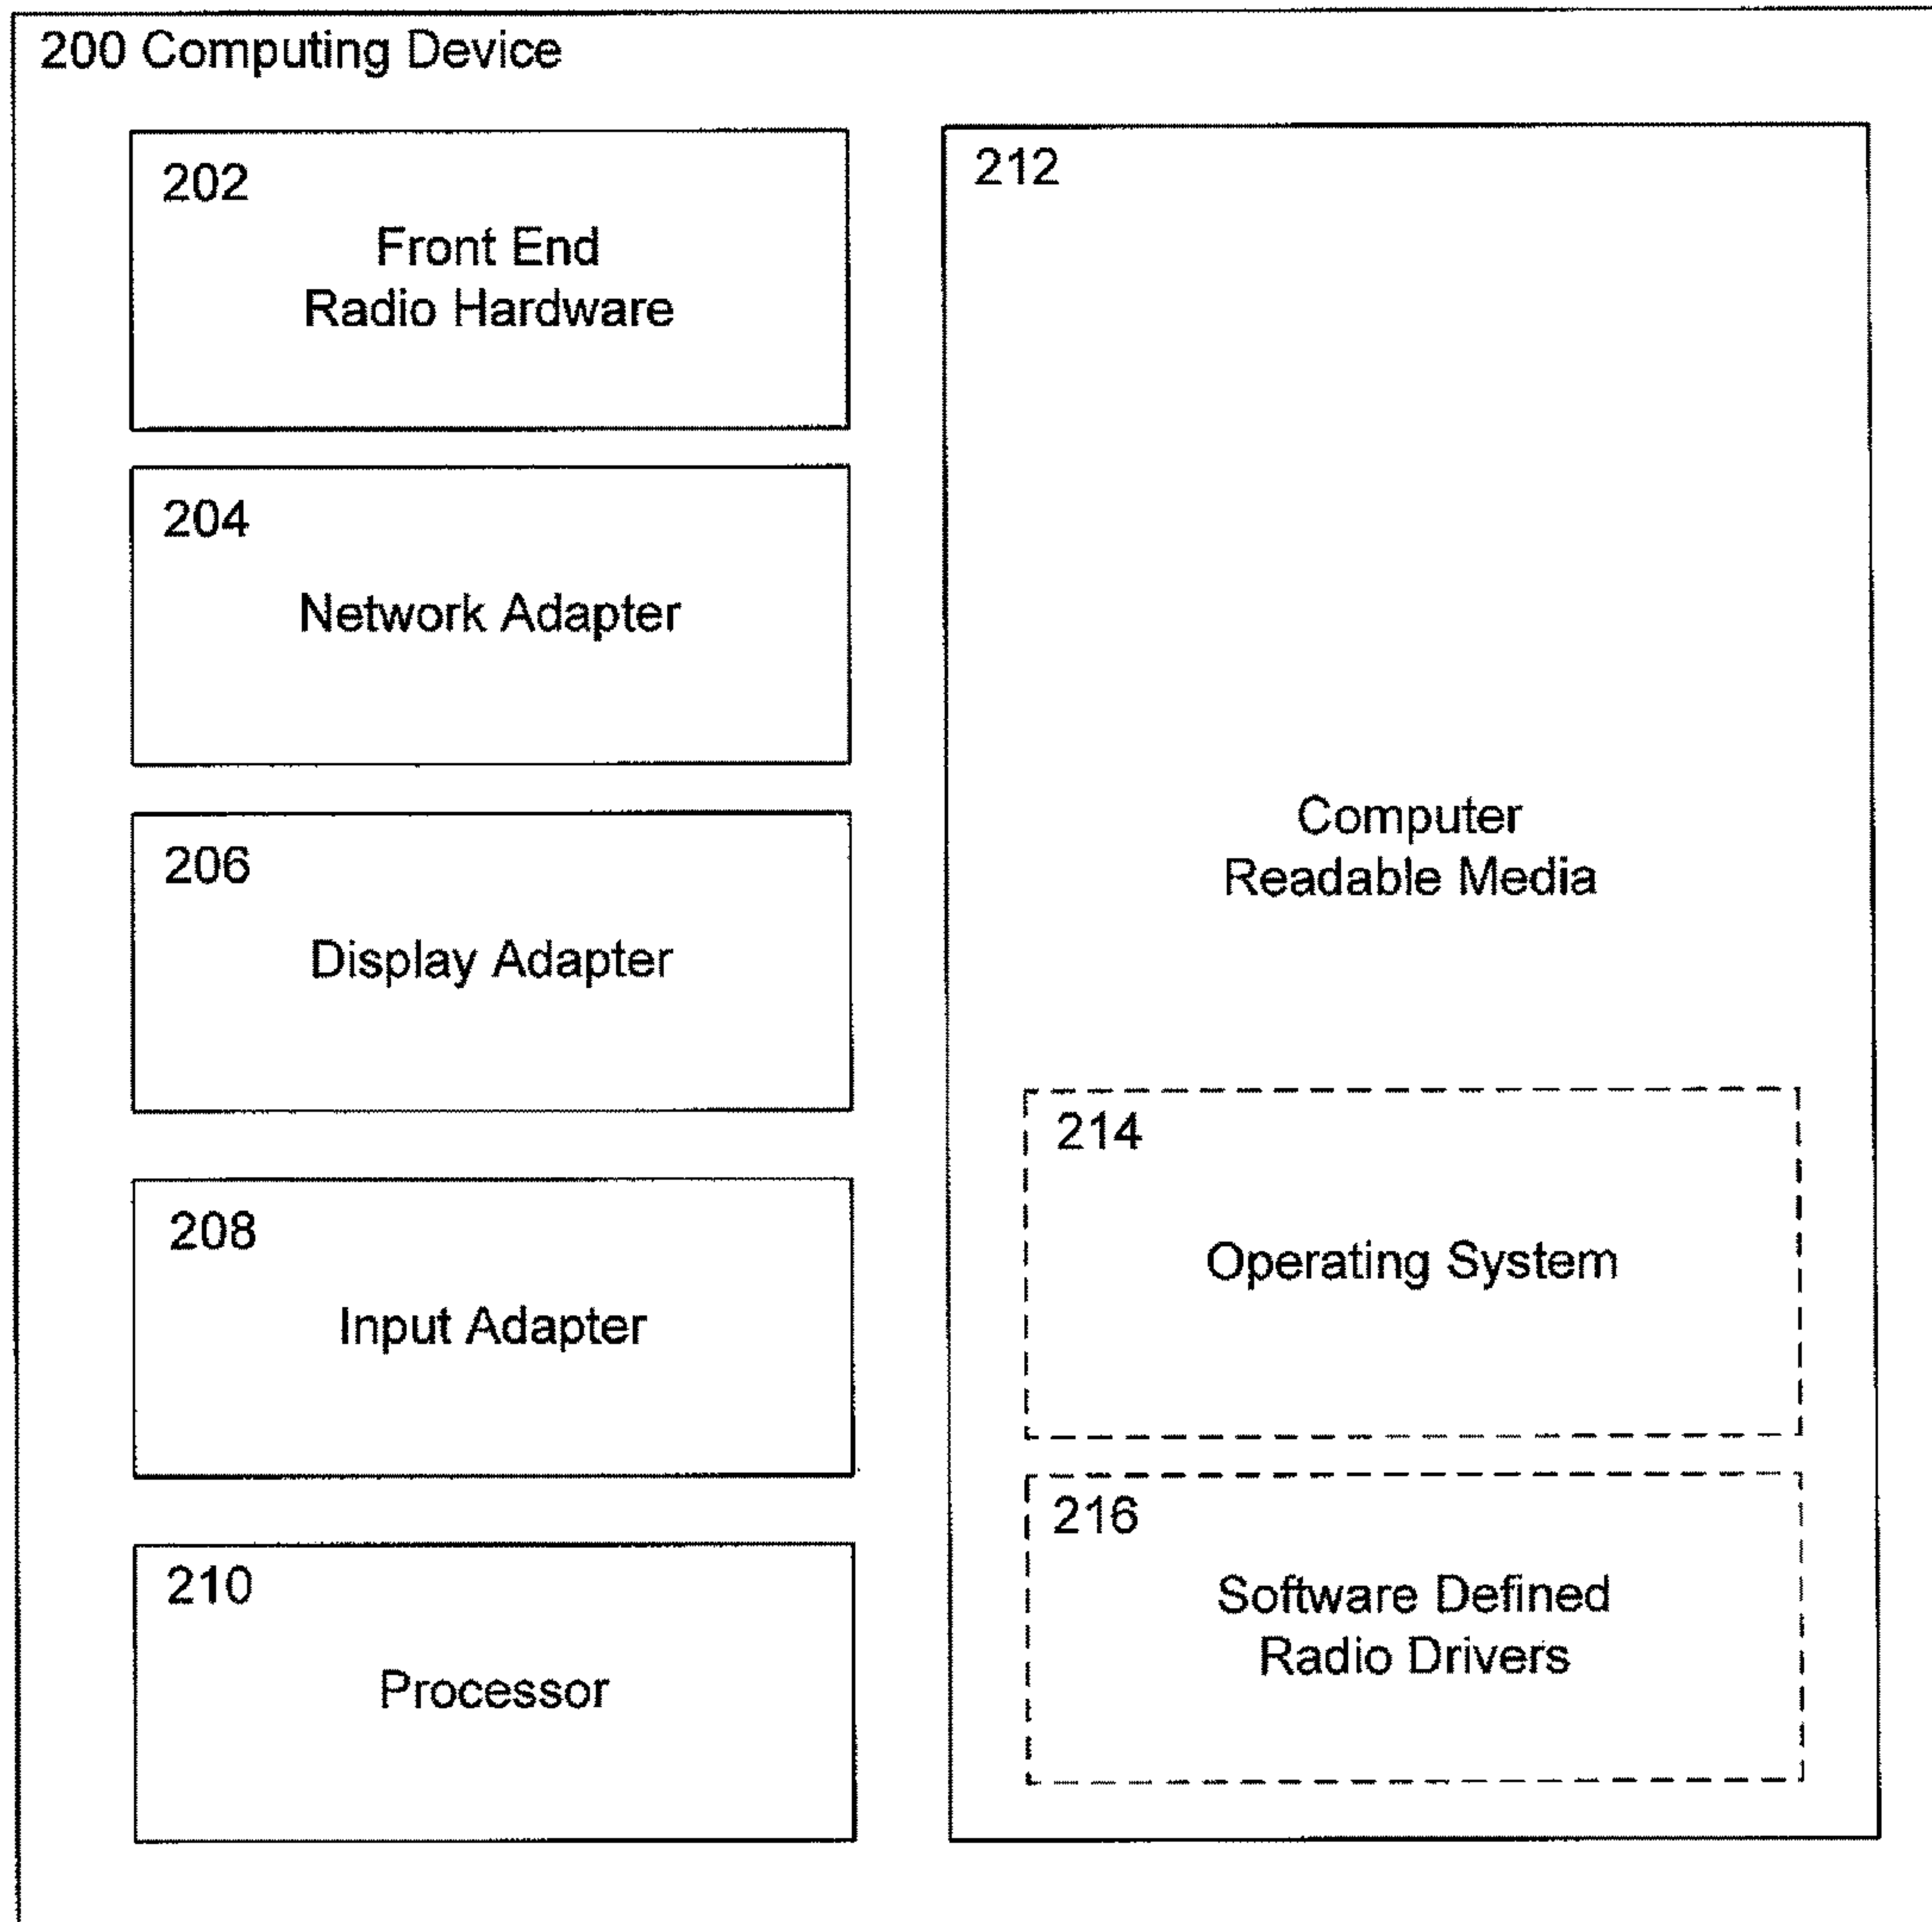 200 Computing Device
202
Front End
Radio Hardware
204
Network Adapter
206
Display Adapter
208
Input Adapter
210
Processor
212
Computer
Readable Media
214
Operating System
216
Software Defined
Radio Drivers